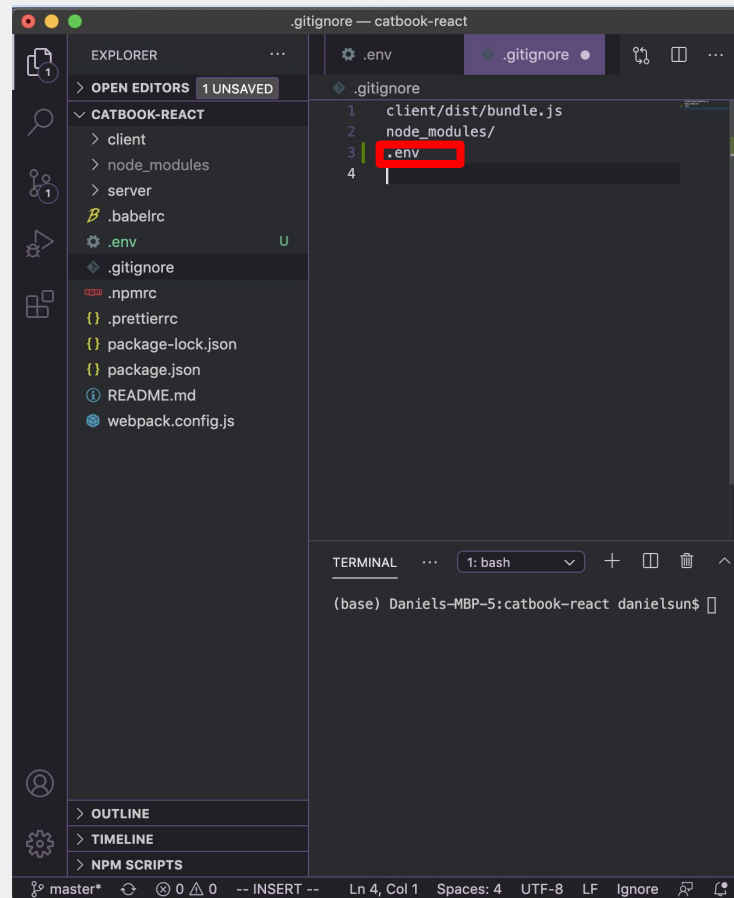 .gitignore — catbook-react
EXPLORER ···
OPEN EDITORS 1 UNSAVED
CATBOOK-REACT
client
node_modules
server
.babelrc
.env U
.gitignore
.npmrc
.prettierrc
package-lock.json
package.json
README.md
webpack.config.js
OUTLINE
TIMELINE
NPM SCRIPTS
1
1
.env .gitignore ● ···
.gitignore
1 client/dist/bundle.js
2 node_modules/
3 .env
4
TERMINAL ··· 1: bash
(base) Daniels-MBP-5:catbook-react danielsun$
master* 0 0 -- INSERT -- Ln 4, Col 1 Spaces: 4 UTF-8 LF Ignore